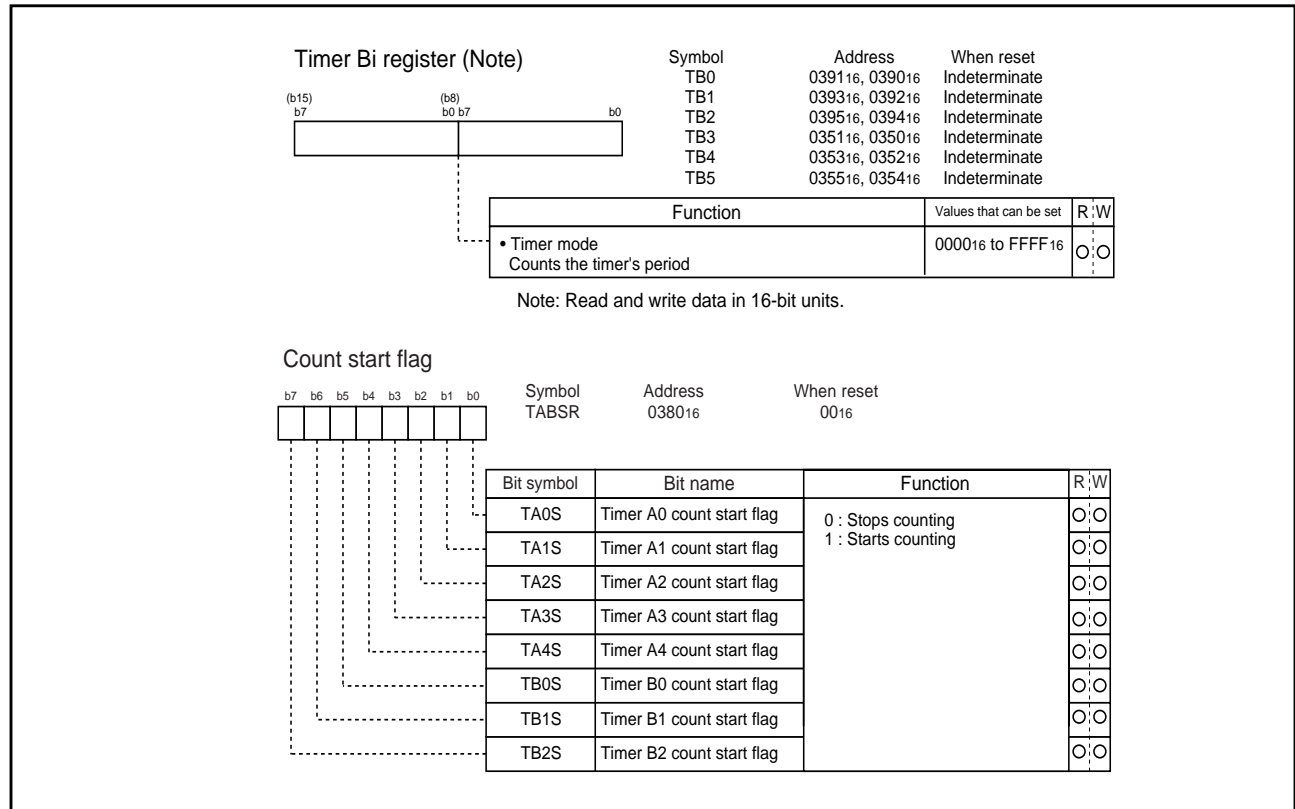 Timer Bi register (Note)
Symbol Address When reset
TB0 039116, 039016 Indeterminate
TB1 039316, 039216 Indeterminate
TB2 039516, 039416 Indeterminate
TB3 035116, 035016 Indeterminate
TB4 035316, 035216 Indeterminate
TB5 035516, 035416 Indeterminate
(b15) (b8)
b7 b0 b7 b0
Function Values that can be set R W
• Timer mode 000016 to FFFF16
Counts the timer's period
Note: Read and write data in 16-bit units.
Count start flag
b7 b6 b5 b4 b3 b2 b1 b0
Symbol Address When reset
TABSR 038016 0016
Bit symbol Bit name Function R W
TA0S Timer A0 count start flag 0 : Stops counting
1 : Starts counting
TA1S Timer A1 count start flag
TA2S Timer A2 count start flag
TA3S Timer A3 count start flag
TA4S Timer A4 count start flag
TB0S Timer B0 count start flag
TB1S Timer B1 count start flag
TB2S Timer B2 count start flag